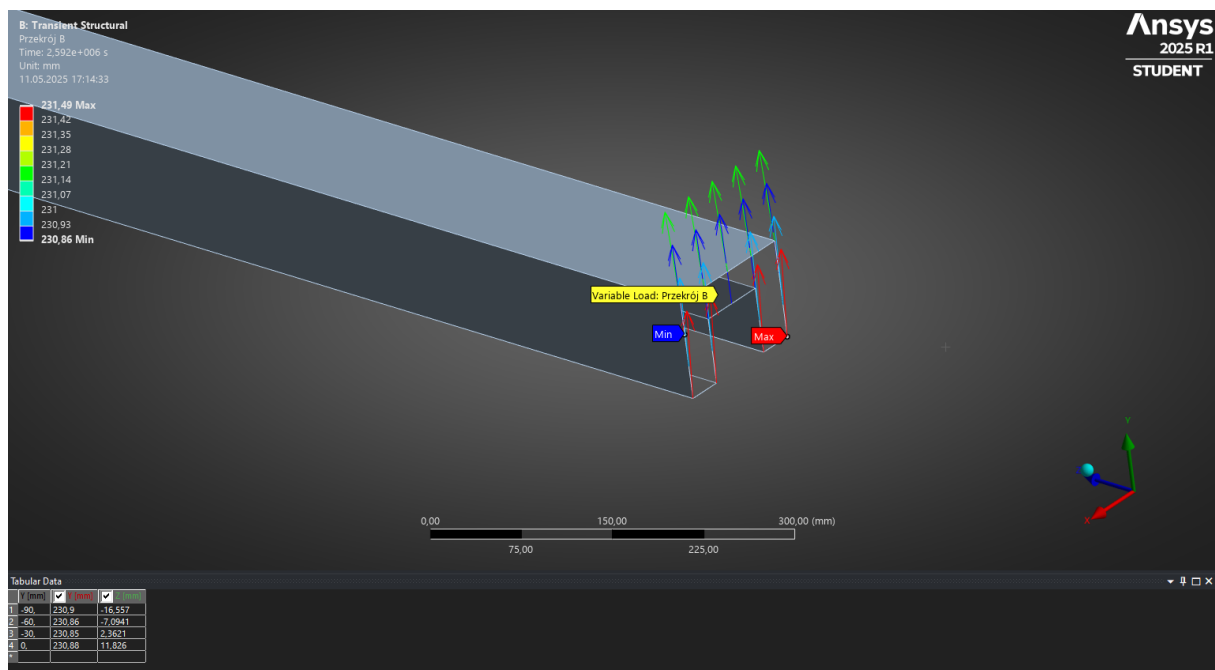 B: Transient Structural
Przekrój B
Time: 2,592e+006 s
Unit: mm
11.05.2025 17:14:33
231,49 Max
231,42
231,35
231,28
231,21
231,14
231,07
231
230,93
230,86 Min
Ansys
2025 R1
STUDENT
Variable Load: Przekrój B
Min
Max
Y
X
0,00 150,00 300,00 (mm)
75,00 225,00
Tabular Data
Y [mm] Y [mm] Z [mm]
1 -90, 230,9 -16,557
2 -60, 230,86 -7,0941
3 -30, 230,85 2,3621
4 0, 230,88 11,826
*